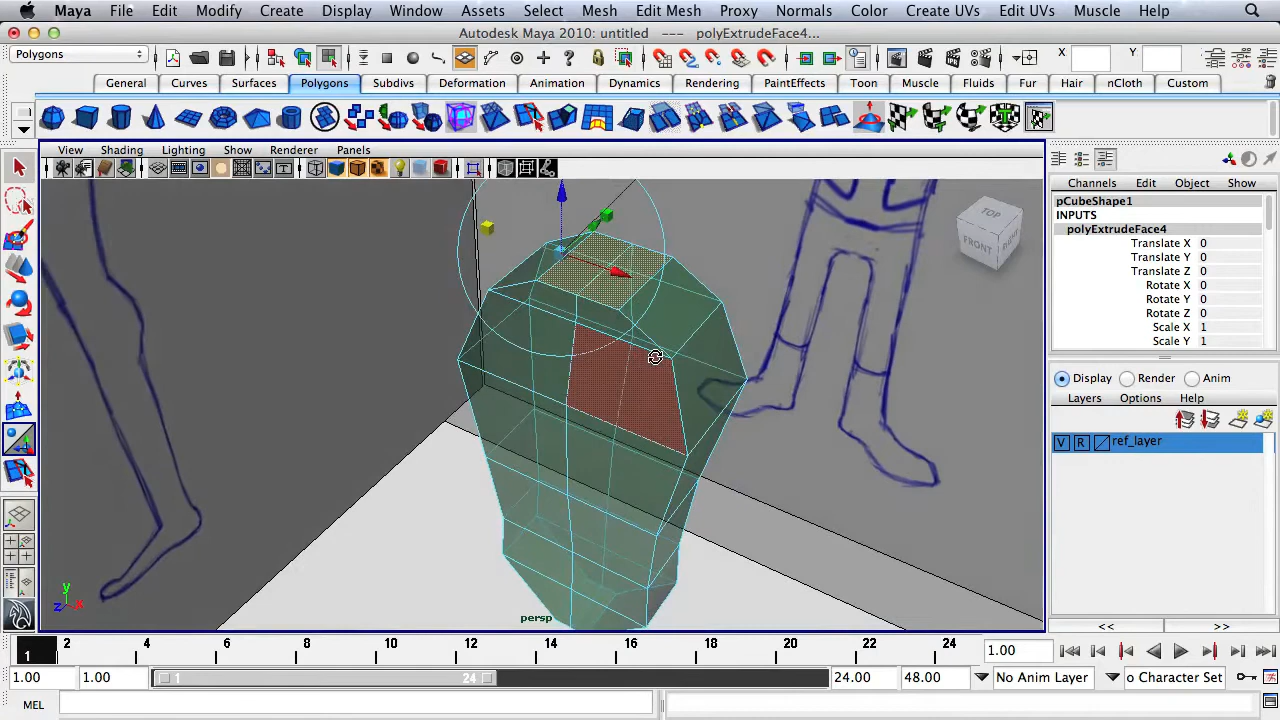 Maya File Edit Modify Create Display Window Assets Select Mesh Edit Mesh Proxy Normals Color Create UVs Edit UVs Muscle Help
Autodesk Maya 2010: untitled --- polyExtrudeFace4...
Polygons X Y
General Curves Surfaces Polygons Subdivs Deformation Animation Dynamics Rendering PaintEffects Toon Muscle Fluids Fur Hair nCloth Custom
View Shading Lighting Show Renderer Panels
Channels Edit Object Show
pCubeShape1
INPUTS
polyExtrudeFace4
Translate X 0
Translate Y 0
Translate Z 0
Rotate X 0
Rotate Y 0
Rotate Z 0
Scale X 1
Scale Y 1
TOP
FRONT
Display Render Anim
Layers Options Help
V R ref_layer
y
z x
persp
<< >>
1 2 4 6 8 10 12 14 16 18 20 22 24 1.00
1.00 1.00 1 24 24.00 48.00 No Anim Layer o Character Set
MEL